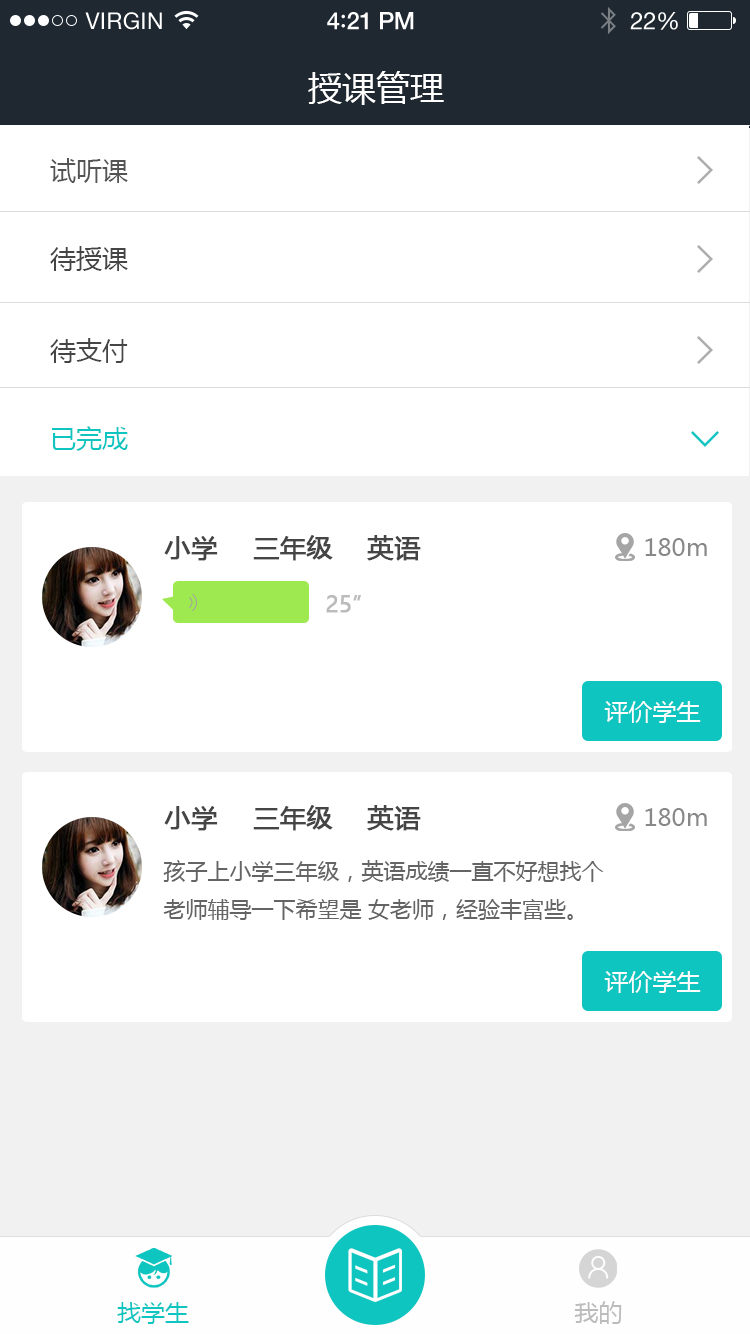 VIRGIN 4:21 PM 22%
授课管理
试听课
待授课
待支付
已完成
小学 三年级 英语 180m
25″
评价学生
小学 三年级 英语 180m
孩子上小学三年级，英语成绩一直不好想找个
老师辅导一下希望是 女老师，经验丰富些。
评价学生
找学生 我的